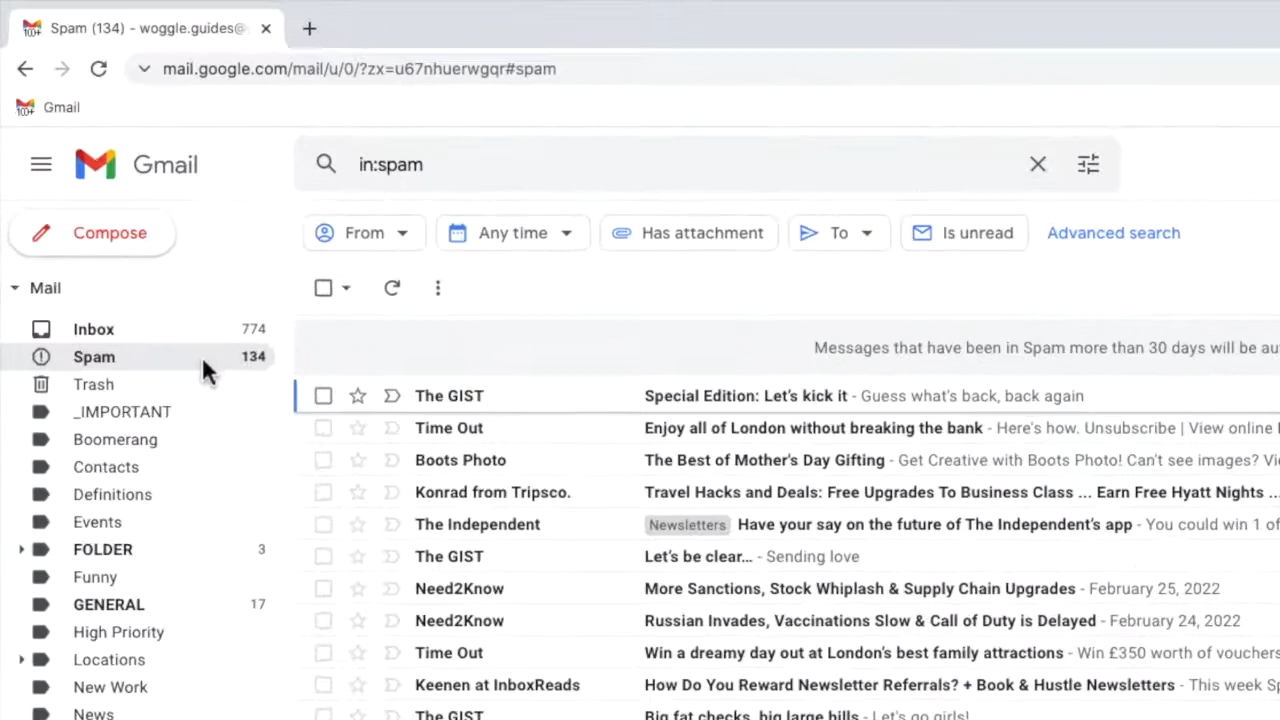 Spam (134) - woggle.guides@
mail.google.com/mail/u/0/?zx=u67nhuerwgqr#spam
Gmail
Gmail
in:spam
Compose
From
Any time
Has attachment
To
Is unread
Advanced search
Mail
Inbox 774
Spam 134
Trash
_IMPORTANT
Boomerang
Contacts
Definitions
Events
FOLDER 3
Funny
GENERAL 17
High Priority
Locations
New Work
News
Messages that have been in Spam more than 30 days will be au
The GIST Special Edition: Let's kick it - Guess what's back, back again
Time Out Enjoy all of London without breaking the bank - Here's how. Unsubscribe | View online
Boots Photo The Best of Mother's Day Gifting - Get Creative with Boots Photo! Can't see images? Vi
Konrad from Tripsco. Travel Hacks and Deals: Free Upgrades To Business Class ... Earn Free Hyatt Nights ...
The Independent Newsletters Have your say on the future of The Independent's app - You could win 1 of
The GIST Let's be clear... - Sending love
Need2Know More Sanctions, Stock Whiplash & Supply Chain Upgrades - February 25, 2022
Need2Know Russian Invades, Vaccinations Slow & Call of Duty is Delayed - February 24, 2022
Time Out Win a dreamy day out at London's best family attractions - Win £350 worth of vouchers
Keenen at InboxReads How Do You Reward Newsletter Referrals? + Book & Hustle Newsletters - This week Sp
The GIST Big fat checks, big large bills - Let's go girls!